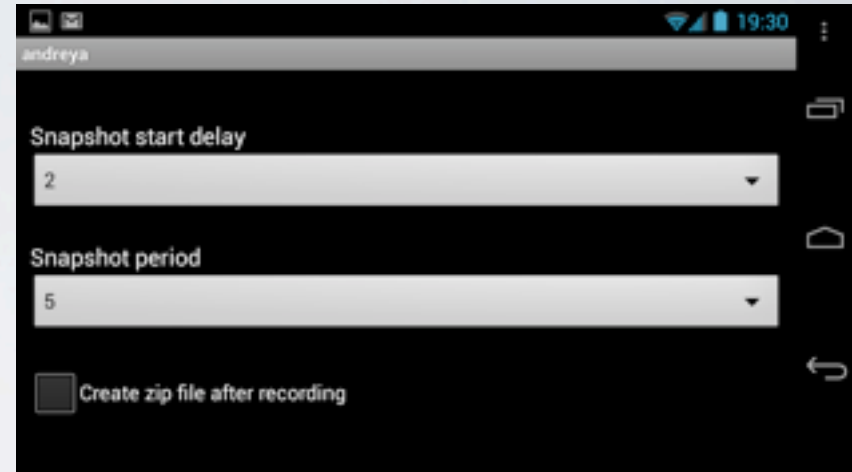 19:30
andreya
Snapshot start delay
2
Snapshot period
5
Create zip file after recording